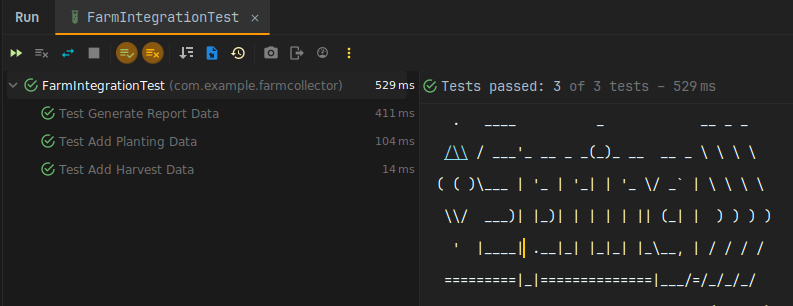 Run
FarmIntegrationTest
FarmIntegrationTest (com.example.farmcollector) 529 ms
Test Generate Report Data 411 ms
Test Add Planting Data 104 ms
Test Add Harvest Data 14 ms
Tests passed: 3 of 3 tests – 529 ms
  .   ____          _            __ _ _
 /\\ / ___'_ __ _ _(_)_ __  __ _ \ \ \ \
( ( )\___ | '_ | '_| | '_ \/ _` | \ \ \ \
 \\/  ___)| |_)| | | | | || (_| |  ) ) ) )
  '  |____| .__|_| |_|_| |_\__, | / / / /
 =========|_|==============|___/=/_/_/_/